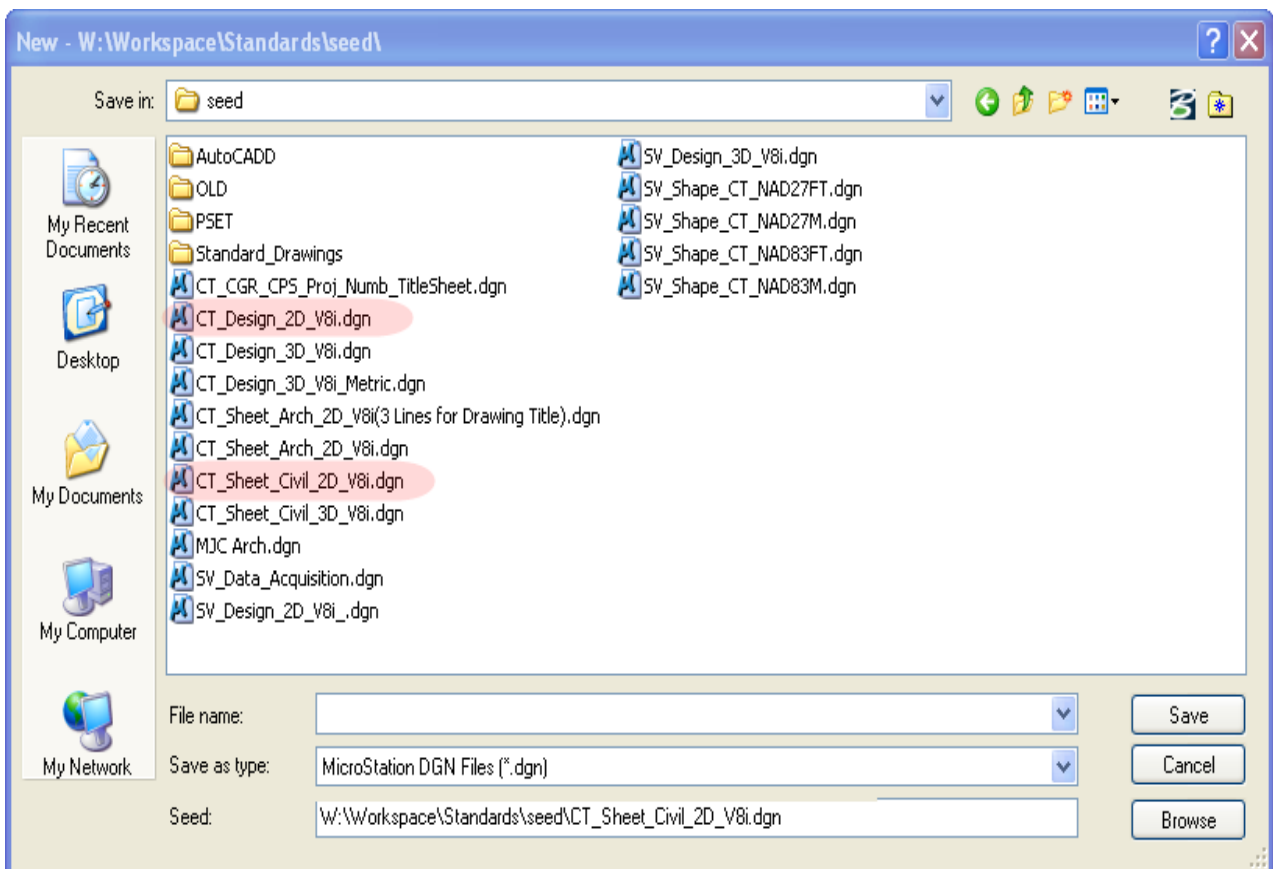 New - W:\Workspace\Standards\seed\
Save in:
seed
My Recent
Documents
Desktop
My Documents
My Computer
My Network
AutoCADD
OLD
PSET
Standard_Drawings
CT_CGR_CPS_Proj_Numb_TitleSheet.dgn
CT_Design_2D_V8i.dgn
CT_Design_3D_V8i.dgn
CT_Design_3D_V8i_Metric.dgn
CT_Sheet_Arch_2D_V8i(3 Lines for Drawing Title).dgn
CT_Sheet_Arch_2D_V8i.dgn
CT_Sheet_Civil_2D_V8i.dgn
CT_Sheet_Civil_3D_V8i.dgn
MJC Arch.dgn
SV_Data_Acquisition.dgn
SV_Design_2D_V8i_.dgn
SV_Design_3D_V8i.dgn
SV_Shape_CT_NAD27FT.dgn
SV_Shape_CT_NAD27M.dgn
SV_Shape_CT_NAD83FT.dgn
SV_Shape_CT_NAD83M.dgn
File name:
Save
Save as type:
MicroStation DGN Files (*.dgn)
Cancel
Seed:
W:\Workspace\Standards\seed\CT_Sheet_Civil_2D_V8i.dgn
Browse